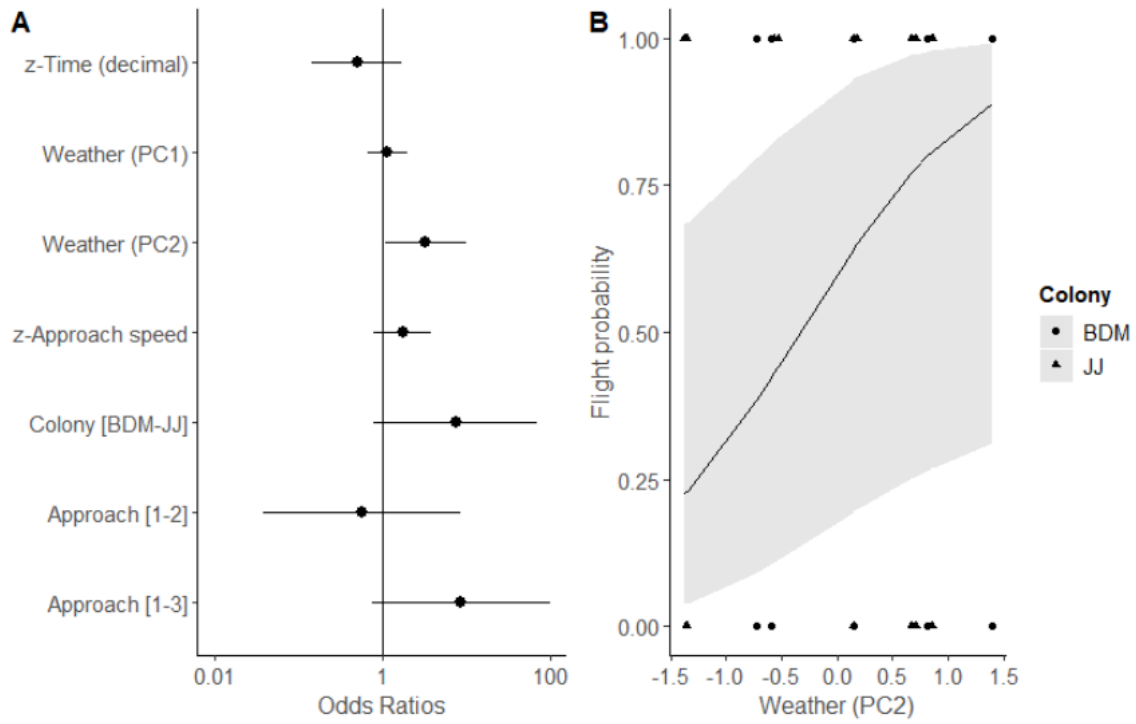 A
z-Time (decimal)
Weather (PC1)
Weather (PC2)
z-Approach speed
Colony [BDM-JJ]
Approach [1-2]
Approach [1-3]
0.01
1
100
Odds Ratios
B
1.00
0.75
0.50
0.25
0.00
Flight probability
-1.5
-1.0
-0.5
0.0
0.5
1.0
1.5
Weather (PC2)
Colony
BDM
JJ